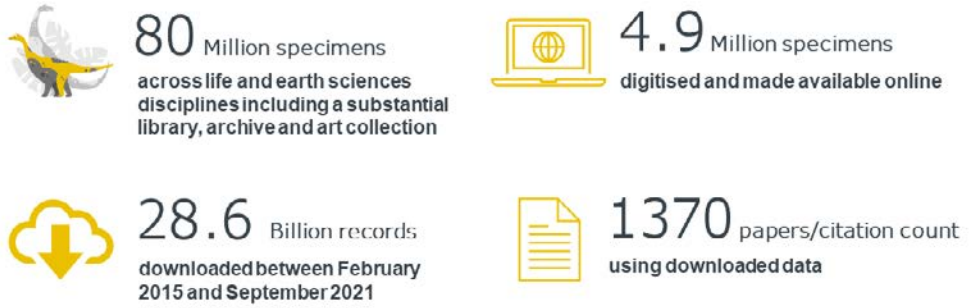 80 Million specimens
across life and earth sciences
disciplines including a substantial
library, archive and art collection
4.9 Million specimens
digitised and made available online
28.6 Billion records
downloaded between February
2015 and September 2021
1370 papers/citation count
using downloaded data